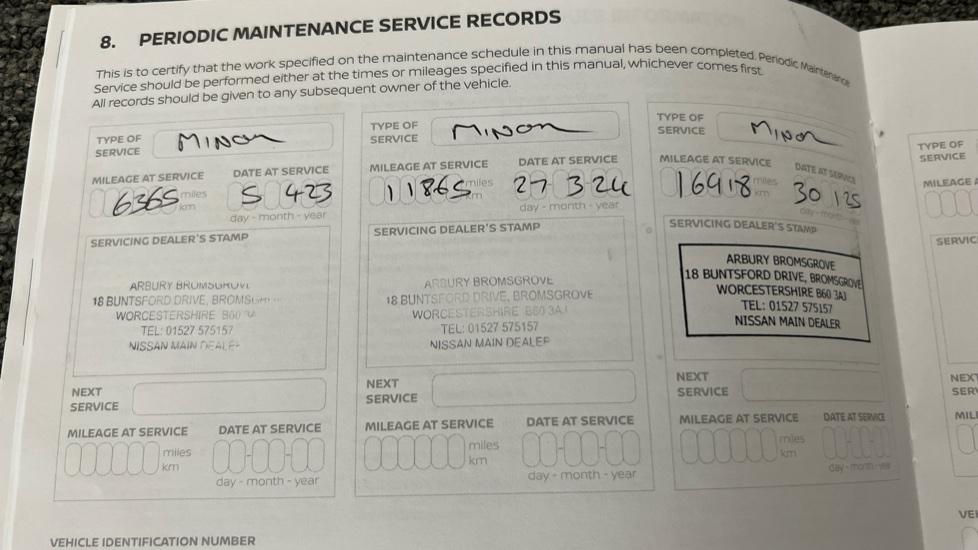 8. PERIODIC MAINTENANCE SERVICE RECORDS
This is to certify that the work specified on the maintenance schedule in this manual has been completed. Periodic Maintenance
Service should be performed either at the times or mileages specified in this manual, whichever comes first.
All records should be given to any subsequent owner of the vehicle.
TYPE OF
SERVICE
MINOR
MILEAGE AT SERVICE
DATE AT SERVICE
6365 miles
km
5 4 23
day - month - year
SERVICING DEALER'S STAMP
ARBURY BROMSGROVE
18 BUNTSFORD DRIVE,
WORCESTERSHIRE B60
TEL: 01527 575157
NISSAN MAIN DEALER
NEXT
SERVICE
MILEAGE AT SERVICE
DATE AT SERVICE
miles
km
day - month - year
TYPE OF
SERVICE
MINOR
MILEAGE AT SERVICE
DATE AT SERVICE
11865 miles
km
27 3 24
day - month - year
SERVICING DEALER'S STAMP
ARBURY BROMSGROVE
18 BUNTSFORD DRIVE, BROMSGROVE
WORCESTERSHIRE B60 3AJ
TEL: 01527 575157
NISSAN MAIN DEALER
NEXT
SERVICE
MILEAGE AT SERVICE
DATE AT SERVICE
miles
km
day - month - year
TYPE OF
SERVICE
MINOR
MILEAGE AT SERVICE
DATE AT SERVICE
16918 miles
km
30 1 25
day - month - year
SERVICING DEALER'S STAMP
ARBURY BROMSGROVE
18 BUNTSFORD DRIVE, BROMSGROVE
WORCESTERSHIRE B60 3AJ
TEL: 01527 575157
NISSAN MAIN DEALER
NEXT
SERVICE
MILEAGE AT SERVICE
DATE AT SERVICE
miles
km
day - month - year
VEHICLE IDENTIFICATION NUMBER
TYPE OF
SERVICE
MILEAGE